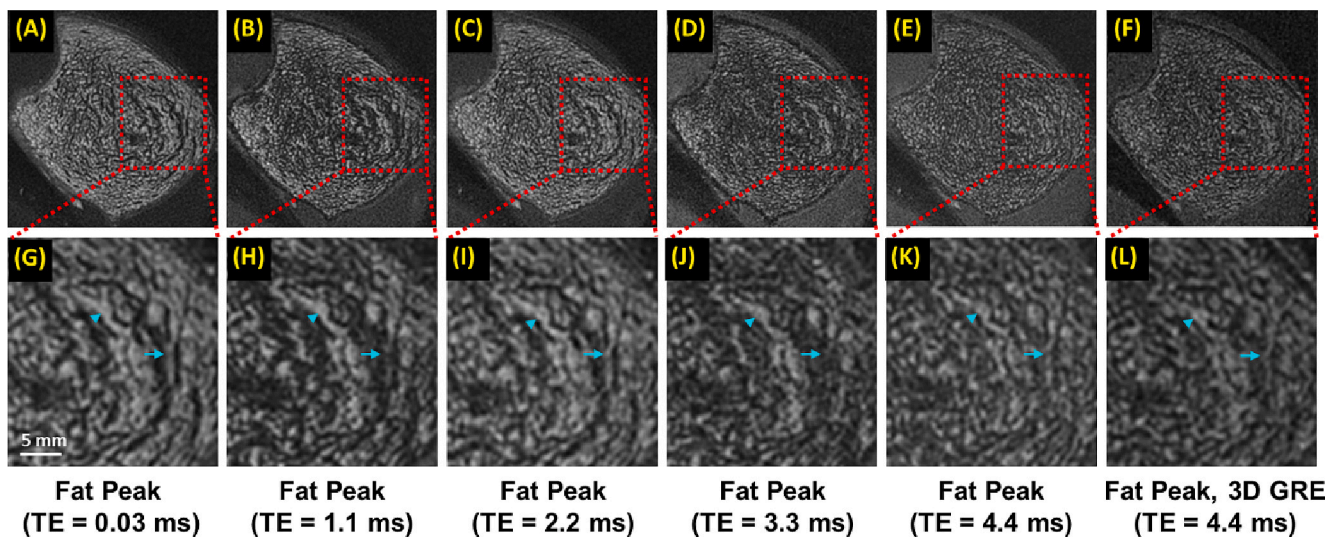 (A) (B) (C) (D) (E) (F)
(G) (H) (I) (J) (K) (L)
5 mm
Fat Peak Fat Peak Fat Peak Fat Peak Fat Peak Fat Peak, 3D GRE
(TE = 0.03 ms) (TE = 1.1 ms) (TE = 2.2 ms) (TE = 3.3 ms) (TE = 4.4 ms) (TE = 4.4 ms)